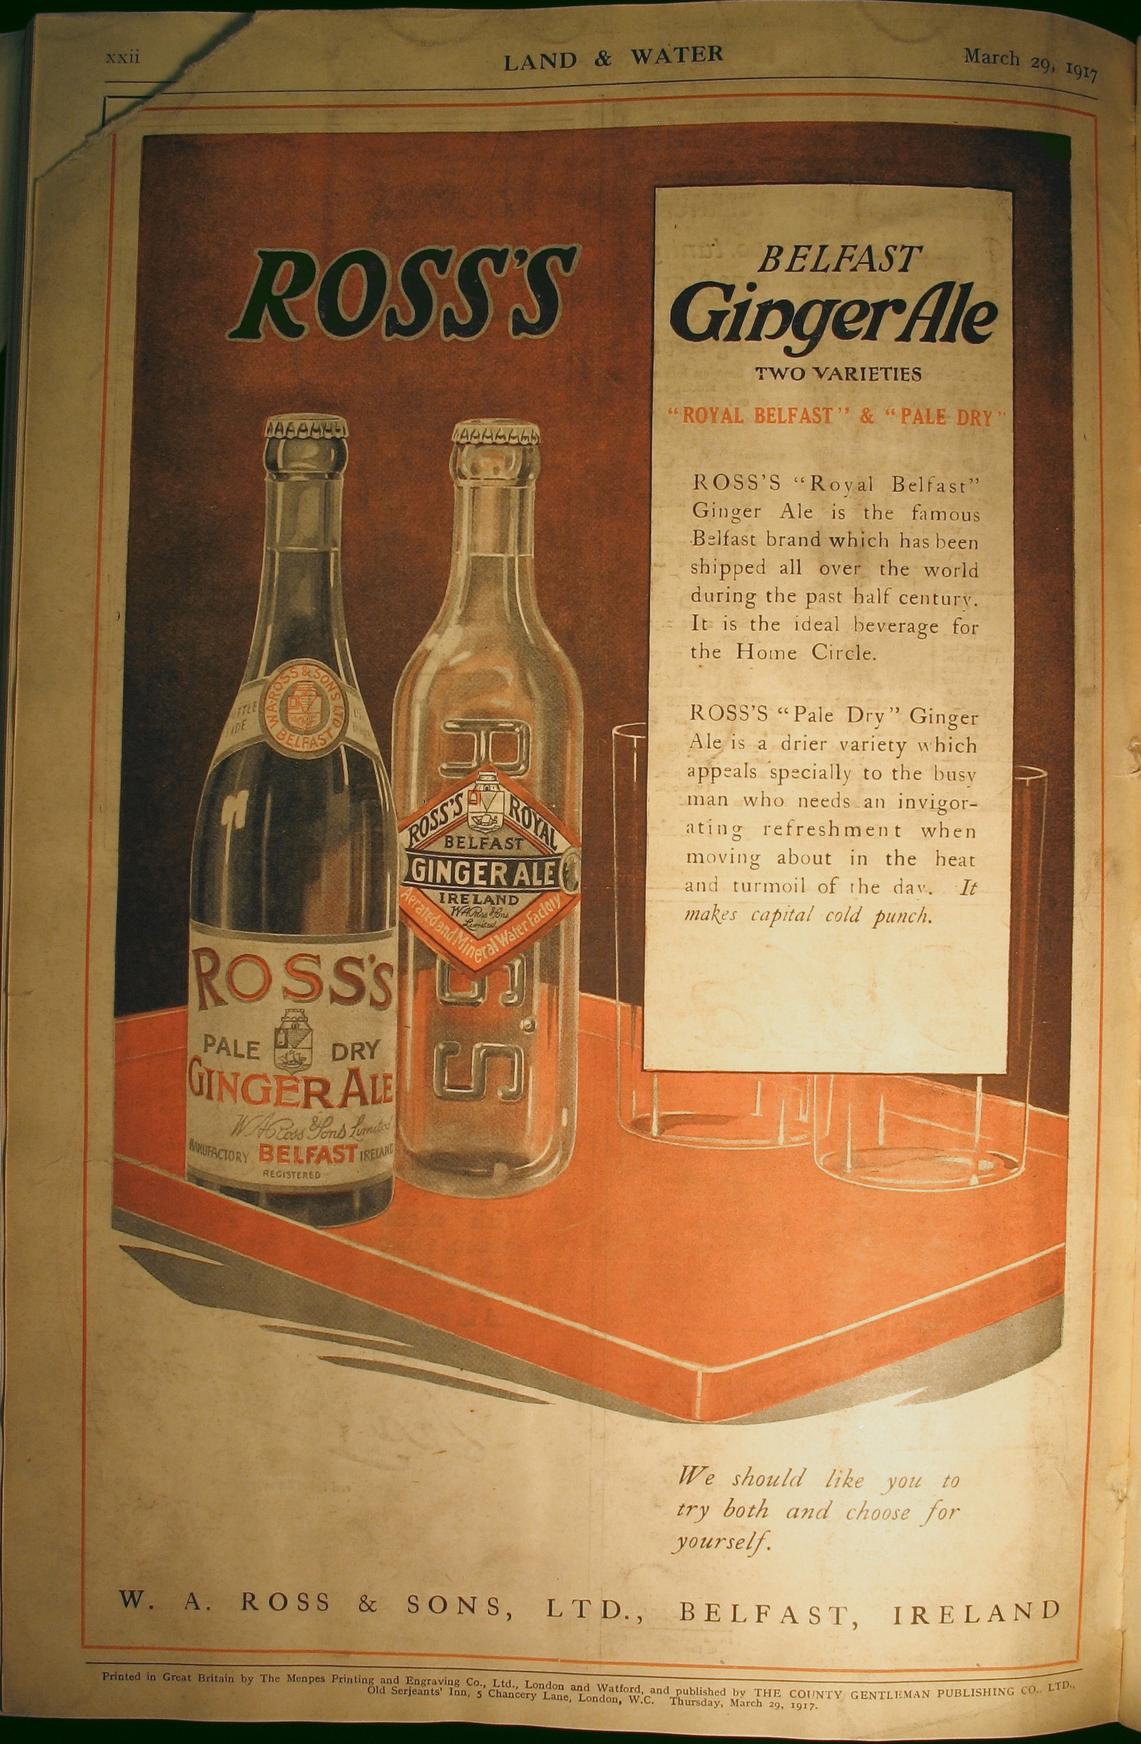 xxii
LAND & WATER
March 29, 1917
ROSS'S
BELFAST
Ginger Ale
TWO VARIETIES
"ROYAL BELFAST" & "PALE DRY"
ROSS'S "Royal Belfast"
Ginger Ale is the famous
Belfast brand which has been
shipped all over the world
during the past half century.
It is the ideal beverage for
the Home Circle.
ROSS'S "Pale Dry" Ginger
Ale is a drier variety which
appeals specially to the busy
man who needs an invigor-
ating refreshment when
moving about in the heat
and turmoil of the day. It
makes capital cold punch.
W.A. ROSS & SONS LTD
BELFAST
ROSS'S
PALE DRY
GINGER ALE
W A Ross & Sons Limited
MANUFACTORY BELFAST IRELAND
REGISTERED
ROSS'S ROYAL
BELFAST
GINGER ALE
IRELAND
W A Ross & Sons
Limited
Aerated and Mineral Water Factory
We should like you to
try both and choose for
yourself.
W. A. ROSS & SONS, LTD., BELFAST, IRELAND
Printed in Great Britain by The Menpes Printing and Engraving Co., Ltd., London and Watford, and published by THE COUNTY GENTLEMAN PUBLISHING CO., LTD.,
Old Serjeants' Inn, 5 Chancery Lane, London, W.C. Thursday, March 29, 1917.